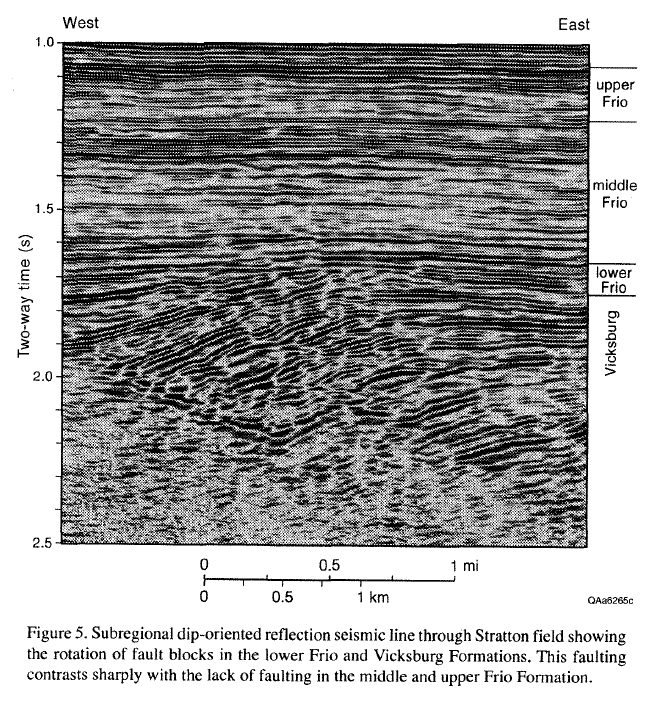 West East
1.0
upper
Frio
middle
Frio
1.5
lower
Frio
Two-way time (s)
Vicksburg
2.0
2.5
0 0.5 1 mi
0 0.5 1 km
QAa6265c
Figure 5. Subregional dip-oriented reflection seismic line through Stratton field showing
the rotation of fault blocks in the lower Frio and Vicksburg Formations. This faulting
contrasts sharply with the lack of faulting in the middle and upper Frio Formation.